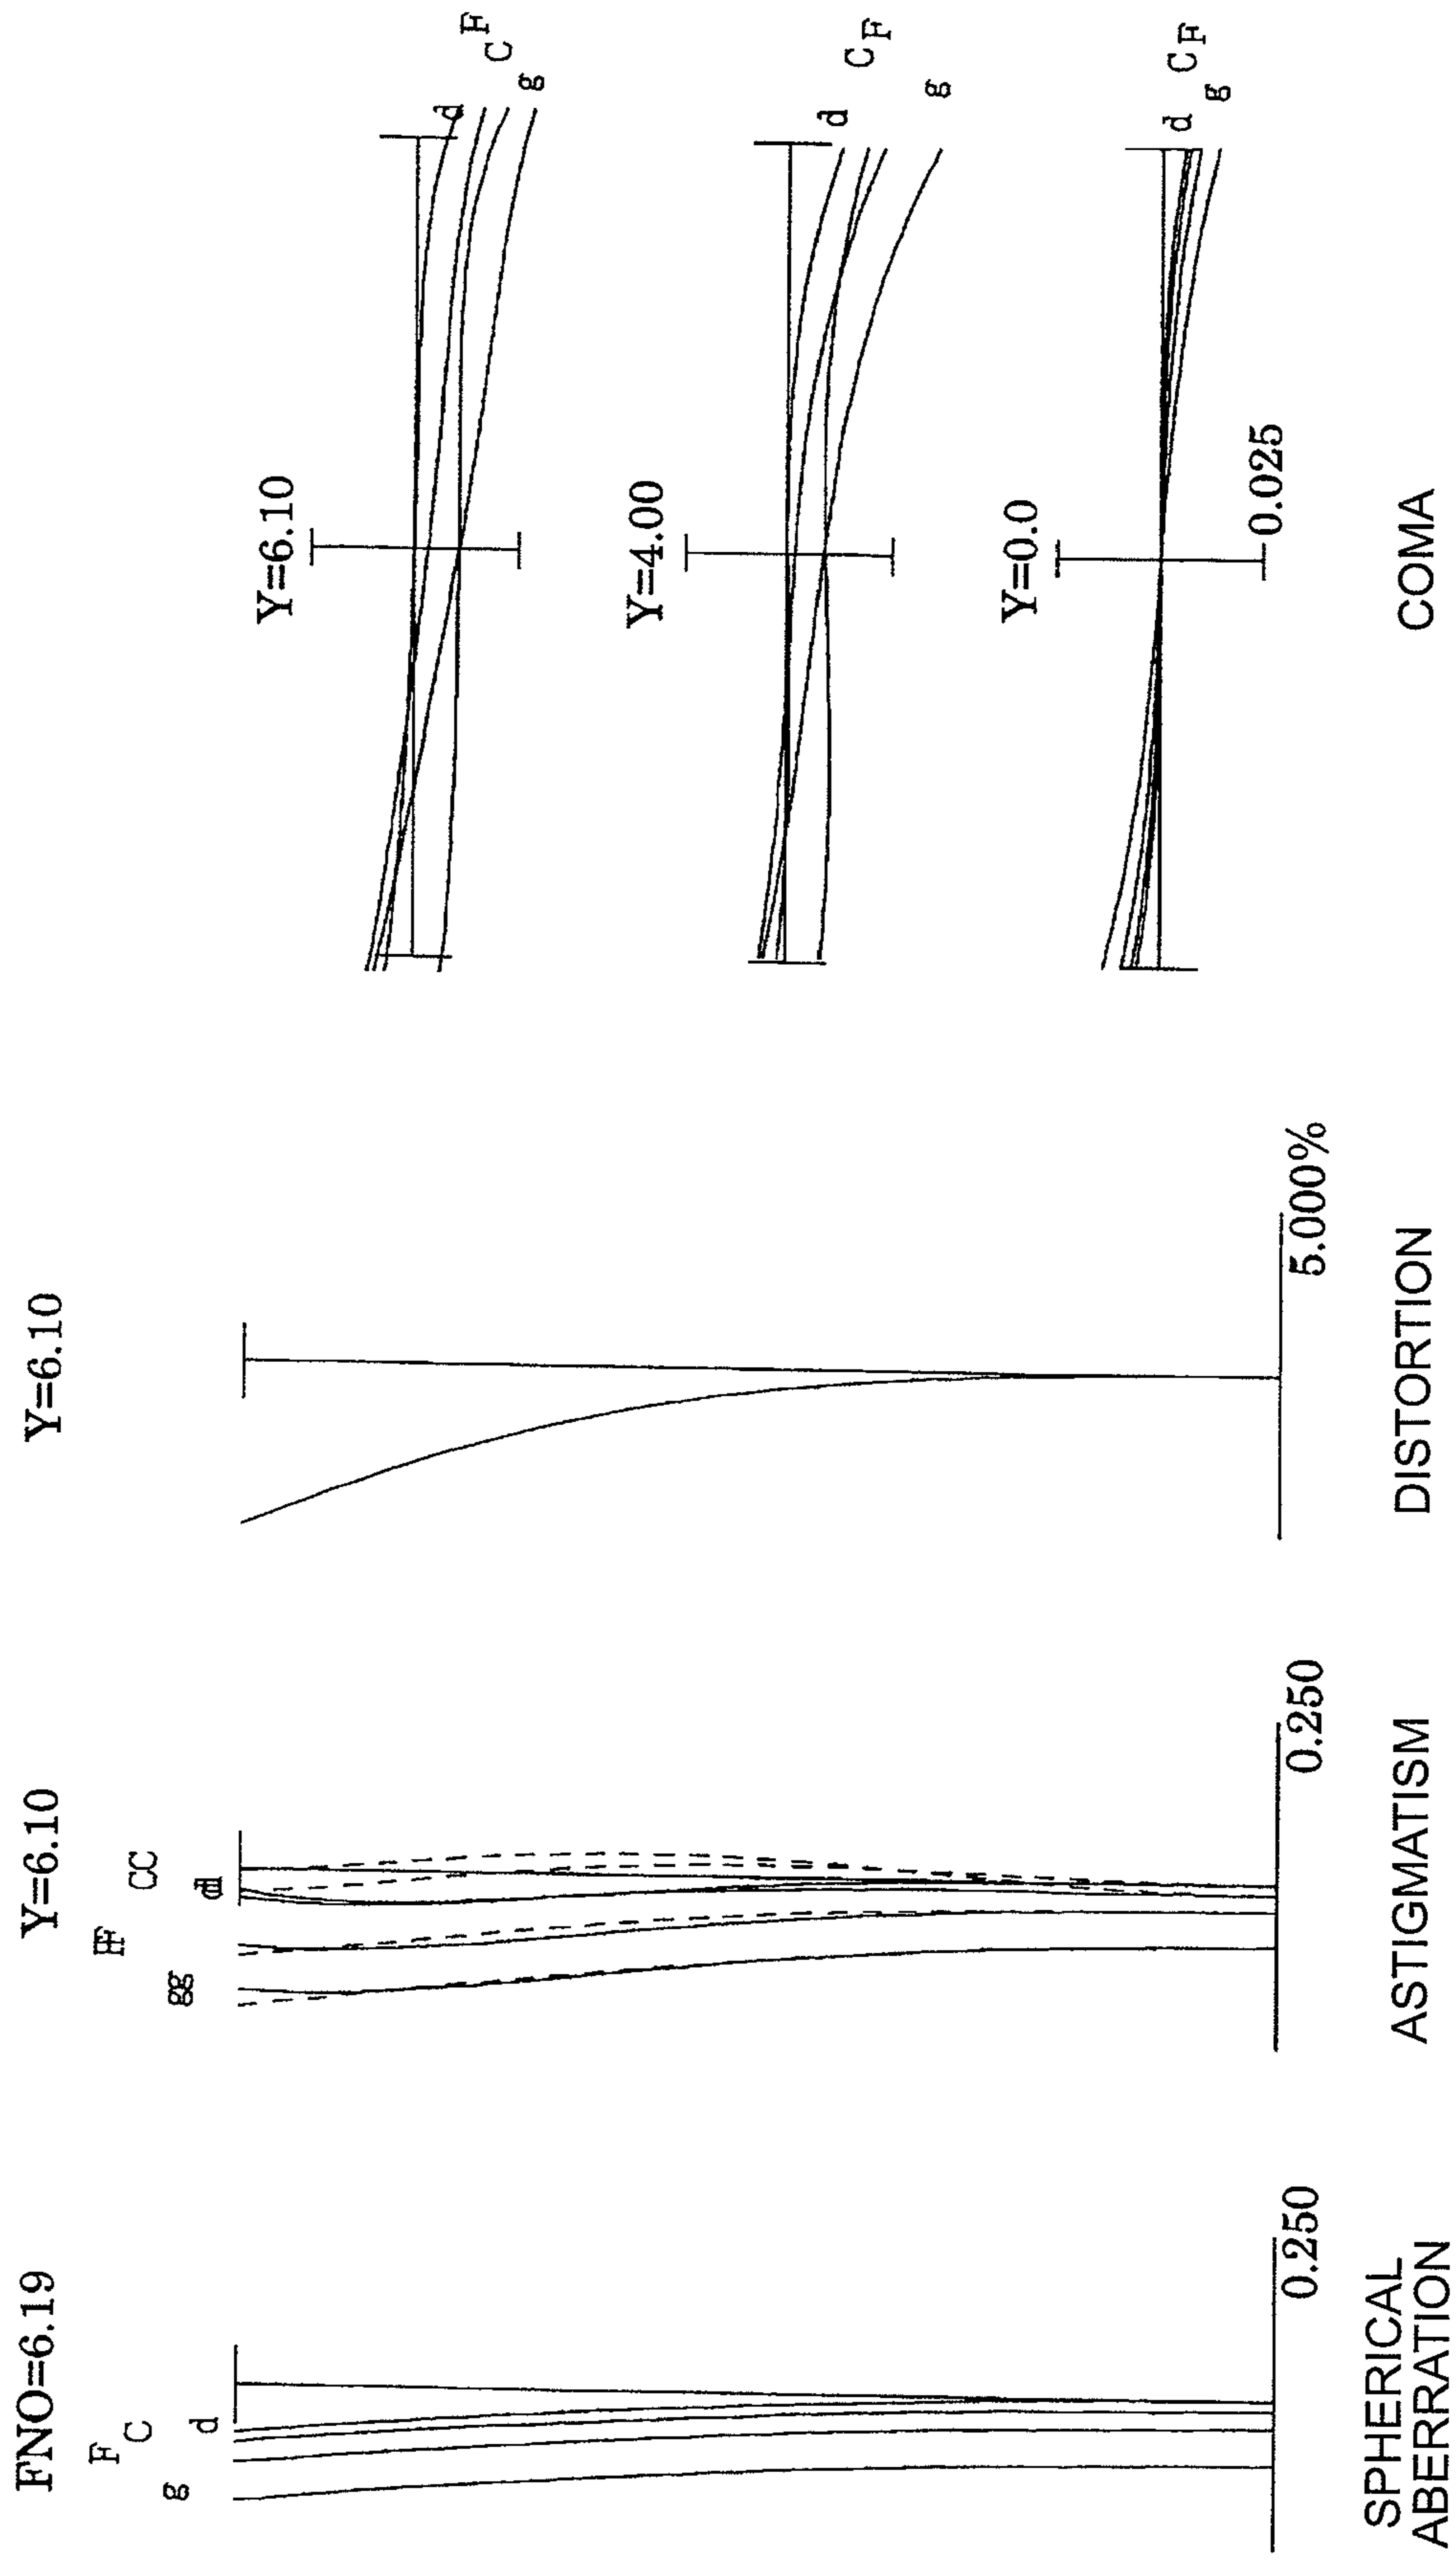 FNO=6.19
F
C
d
g
0.250
SPHERICAL
ABERRATION
Y=6.10
CC
dd
FF
gg
0.250
ASTIGMATISM
Y=6.10
5.000%
DISTORTION
Y=6.10
d
F
C
g
Y=4.00
d
C
F
g
Y=0.0
d
C
F
g
0.025
COMA